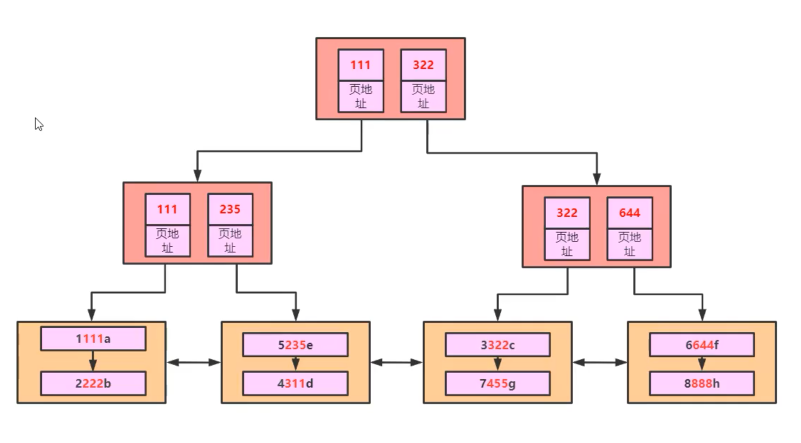 111 322
页地
址
页地
址
111 235
页地
址
页地
址
322 644
页地
址
页地
址
1111a
2222b
5235e
4311d
3322c
7455g
6644f
8888h